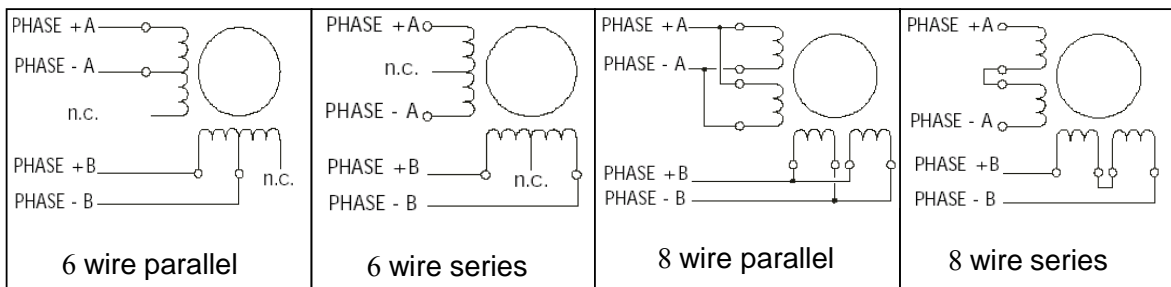 PHASE + A
PHASE - A
n.c.
PHASE +B
n.c.
PHASE - B
6 wire parallel
PHASE + A
n.c.
PHASE - A
PHASE +B
n.c.
PHASE - B
6 wire series
PHASE + A
PHASE - A
PHASE +B
PHASE - B
8 wire parallel
PHASE +A
PHASE - A
PHASE +B
PHASE - B
8 wire series